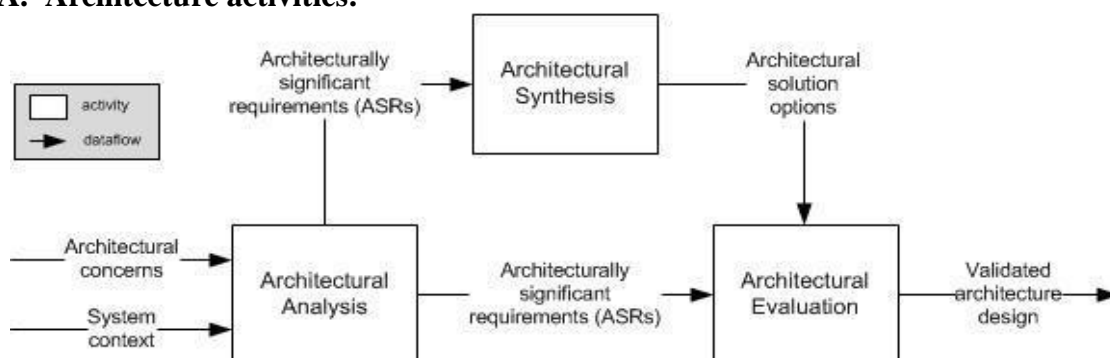 A: Architecture activities:
Architecturally
significant
requirements (ASRs)
Architectural
Synthesis
Architectural
solution
options
activity
dataflow
Architectural
concerns
System
context
Architectural
Analysis
Architecturally
significant
requirements (ASRs)
Architectural
Evaluation
Validated
architecture
design